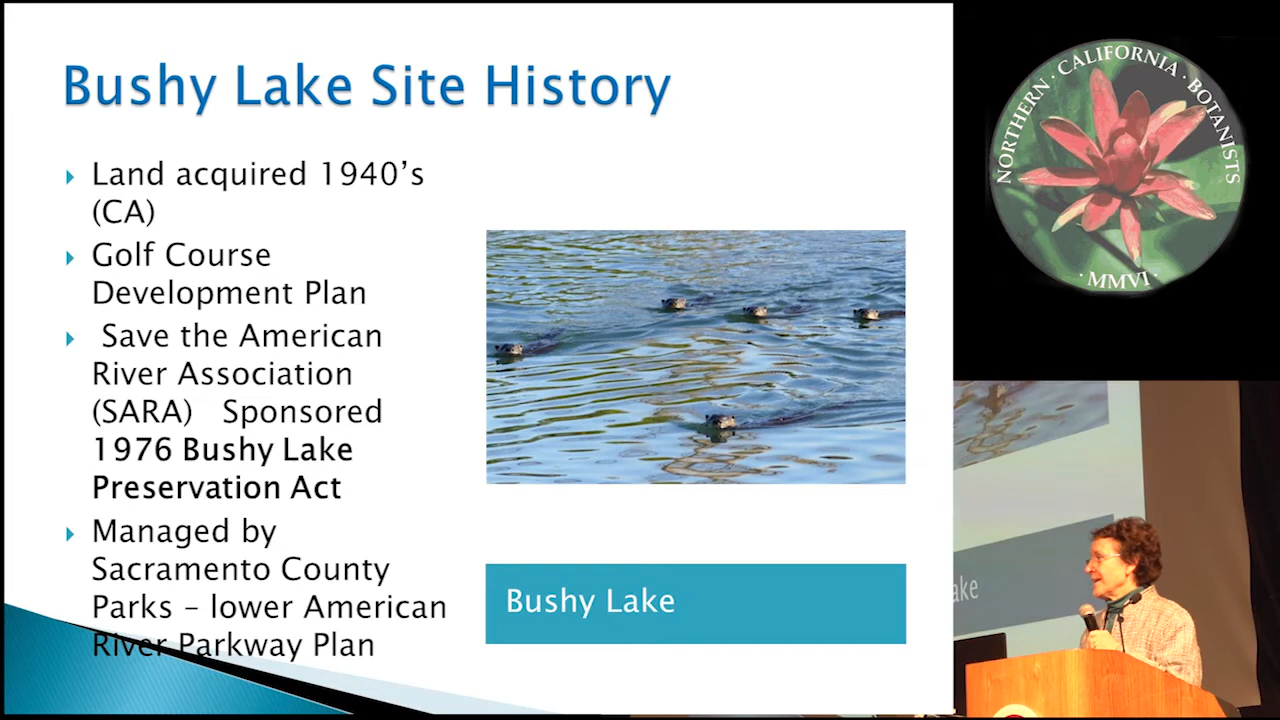 Bushy Lake Site History
Land acquired 1940’s
(CA)
Golf Course
Development Plan
Save the American
River Association
(SARA) Sponsored
1976 Bushy Lake
Preservation Act
Managed by
Sacramento County
Parks – lower American
River Parkway Plan
Bushy Lake
NORTHERN · CALIFORNIA · BOTANISTS
· MMVI ·
ake